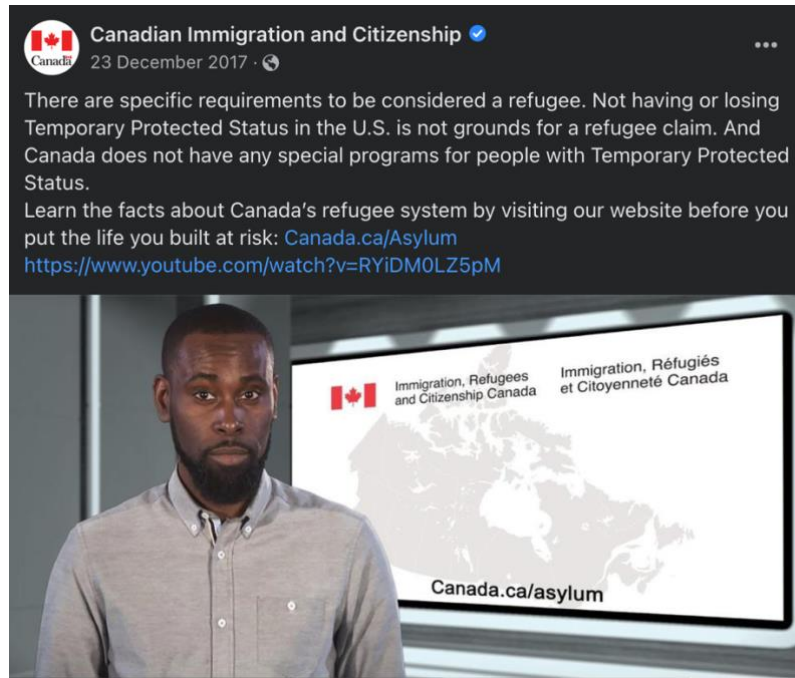 Canadian Immigration and Citizenship
Canada
23 December 2017 ·
There are specific requirements to be considered a refugee. Not having or losing
Temporary Protected Status in the U.S. is not grounds for a refugee claim. And
Canada does not have any special programs for people with Temporary Protected
Status.
Learn the facts about Canada's refugee system by visiting our website before you
put the life you built at risk: Canada.ca/Asylum
https://www.youtube.com/watch?v=RYiDM0LZ5pM
Immigration, Refugees
and Citizenship Canada
Immigration, Réfugiés
et Citoyenneté Canada
Canada.ca/asylum